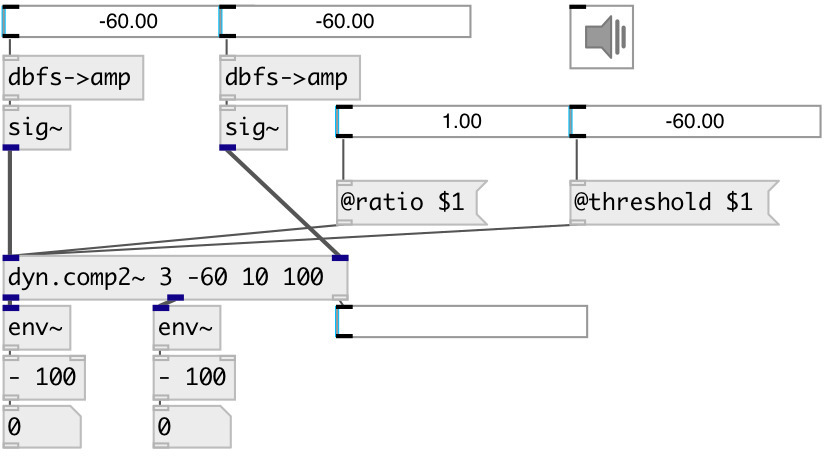 -60.00 -60.00
dbfs->amp dbfs->amp
sig~ sig~ 1.00 -60.00
@ratio $1 @threshold $1
dyn.comp2~ 3 -60 10 100
env~ env~
- 100 - 100
0 0